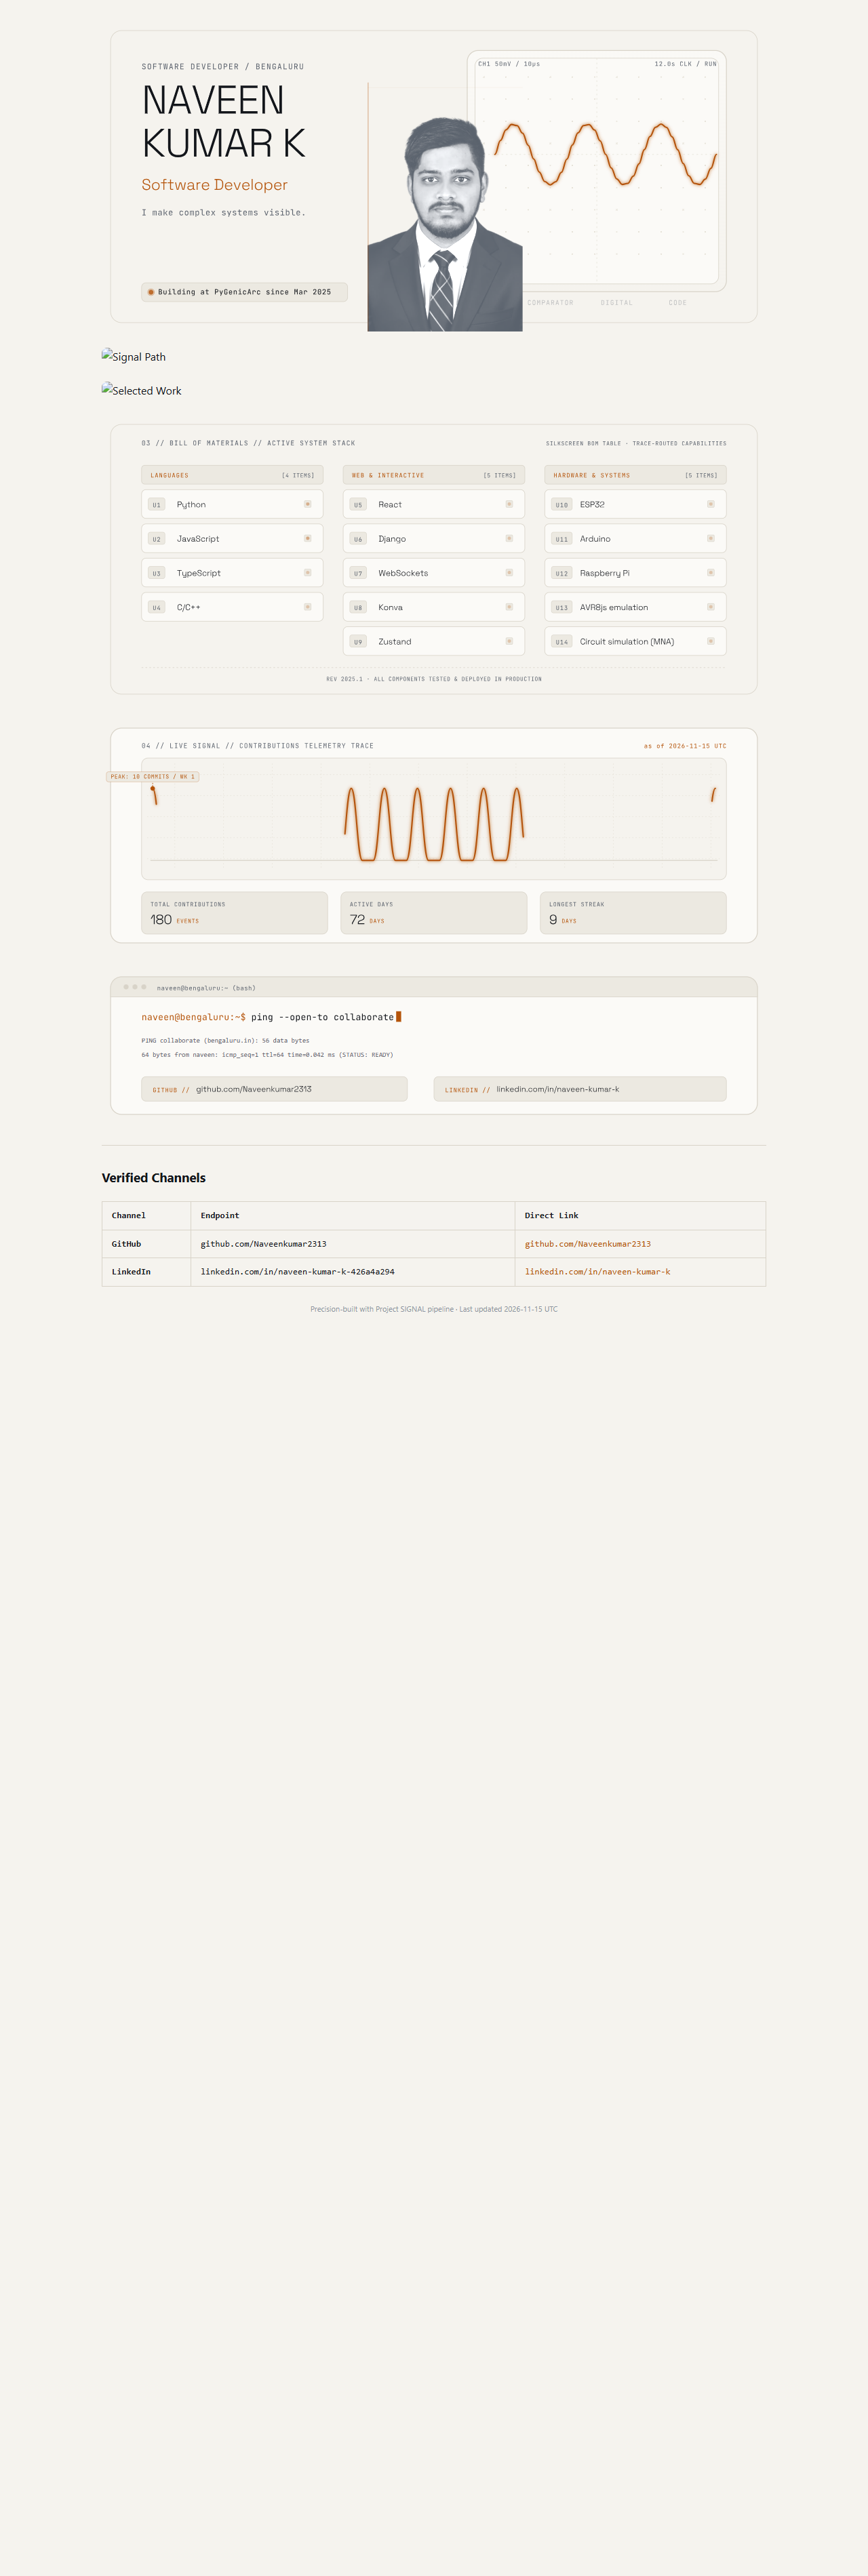 SOFTWARE DEVELOPER / BENGALURU
NAVEEN
KUMAR K
Software Developer
I make complex systems visible.
Building at PyGenicArc since Mar 2025
CH1 50mV / 10µs
12.0s CLK / RUN
COMPARATOR
DIGITAL
CODE
Signal Path
Selected Work
03 // BILL OF MATERIALS // ACTIVE SYSTEM STACK
SILKSCREEN BOM TABLE · TRACE-ROUTED CAPABILITIES
LANGUAGES [4 ITEMS]
U1 Python
U2 JavaScript
U3 TypeScript
U4 C/C++
WEB & INTERACTIVE [5 ITEMS]
U5 React
U6 Django
U7 WebSockets
U8 Konva
U9 Zustand
HARDWARE & SYSTEMS [5 ITEMS]
U10 ESP32
U11 Arduino
U12 Raspberry Pi
U13 AVR8js emulation
U14 Circuit simulation (MNA)
REV 2025.1 · ALL COMPONENTS TESTED & DEPLOYED IN PRODUCTION
04 // LIVE SIGNAL // CONTRIBUTIONS TELEMETRY TRACE
as of 2026-11-15 UTC
PEAK: 10 COMMITS / WK 1
TOTAL CONTRIBUTIONS
180 EVENTS
ACTIVE DAYS
72 DAYS
LONGEST STREAK
9 DAYS
naveen@bengaluru:~ (bash)
naveen@bengaluru:~$ ping --open-to collaborate
PING collaborate (bengaluru.in): 56 data bytes
64 bytes from naveen: icmp_seq=1 ttl=64 time=0.042 ms (STATUS: READY)
GITHUB // github.com/Naveenkumar2313
LINKEDIN // linkedin.com/in/naveen-kumar-k
Verified Channels
Channel Endpoint Direct Link
GitHub github.com/Naveenkumar2313 github.com/Naveenkumar2313
LinkedIn linkedin.com/in/naveen-kumar-k-426a4a294 linkedin.com/in/naveen-kumar-k
Precision-built with Project SIGNAL pipeline · Last updated 2026-11-15 UTC